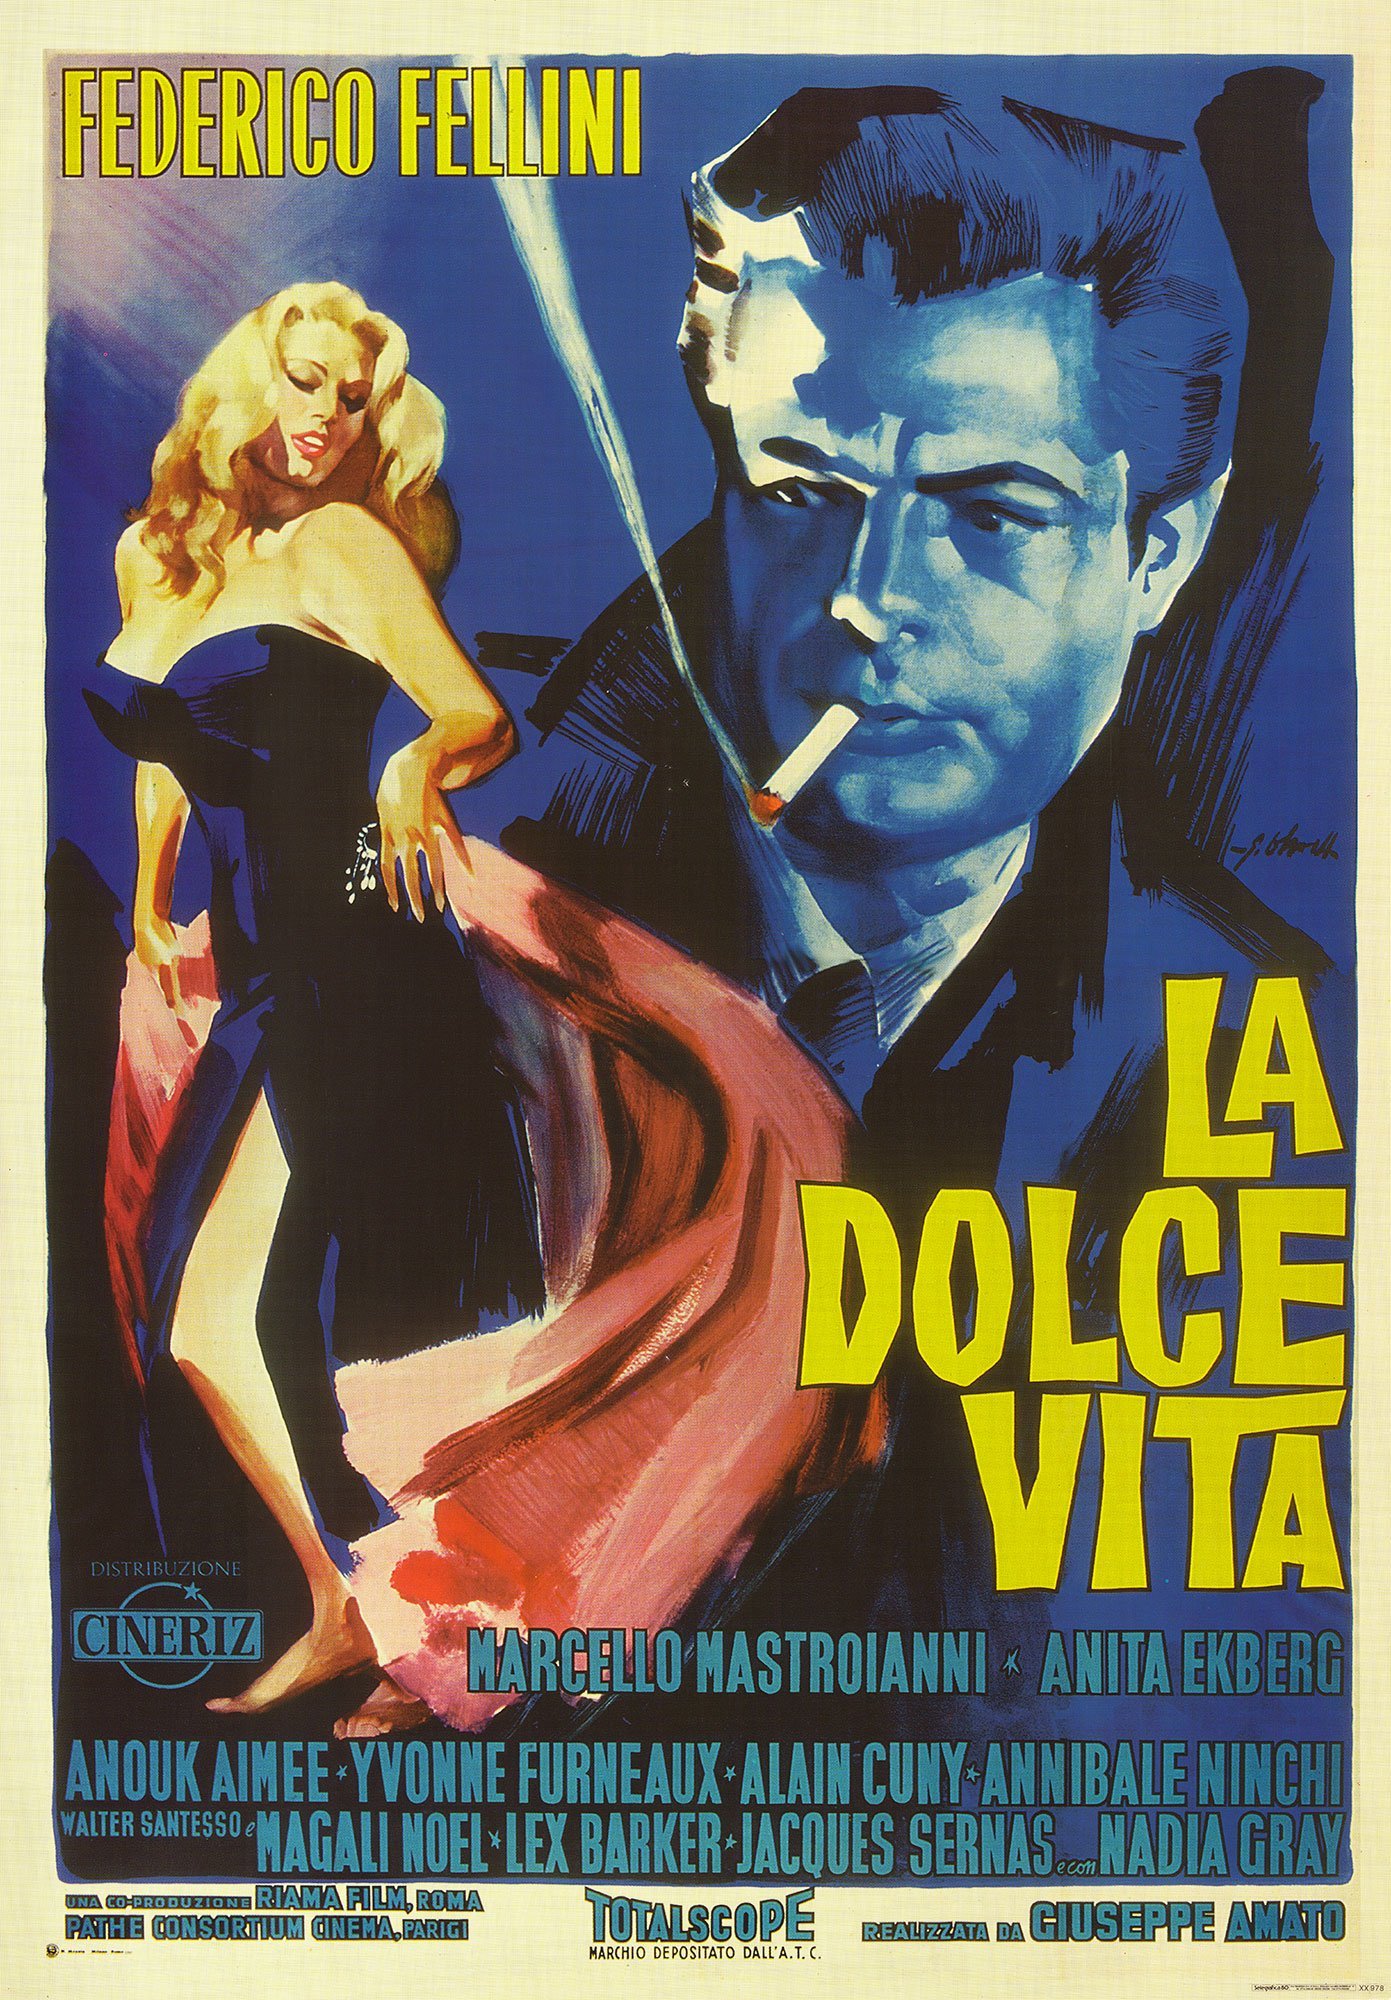 FEDERICO FELLINI
LA
DOLCE
VITA
DISTRIBUZIONE
CINERIZ
MARCELLO MASTROIANNI * ANITA EKBERG
ANOUK AIMEE * YVONNE FURNEAUX * ALAIN CUNY * ANNIBALE NINCHI
WALTER SANTESSO e MAGALI NOEL * LEX BARKER * JACQUES SERNAS e con NADIA GRAY
UNA CO-PRODUZIONE RIAMA FILM, ROMA
PATHE CONSORTIUM CINEMA, PARIGI
TOTALSCOPE
MARCHIO DEPOSITATO DALL'A.T.C.
REALIZZATA DA GIUSEPPE AMATO
XX 978